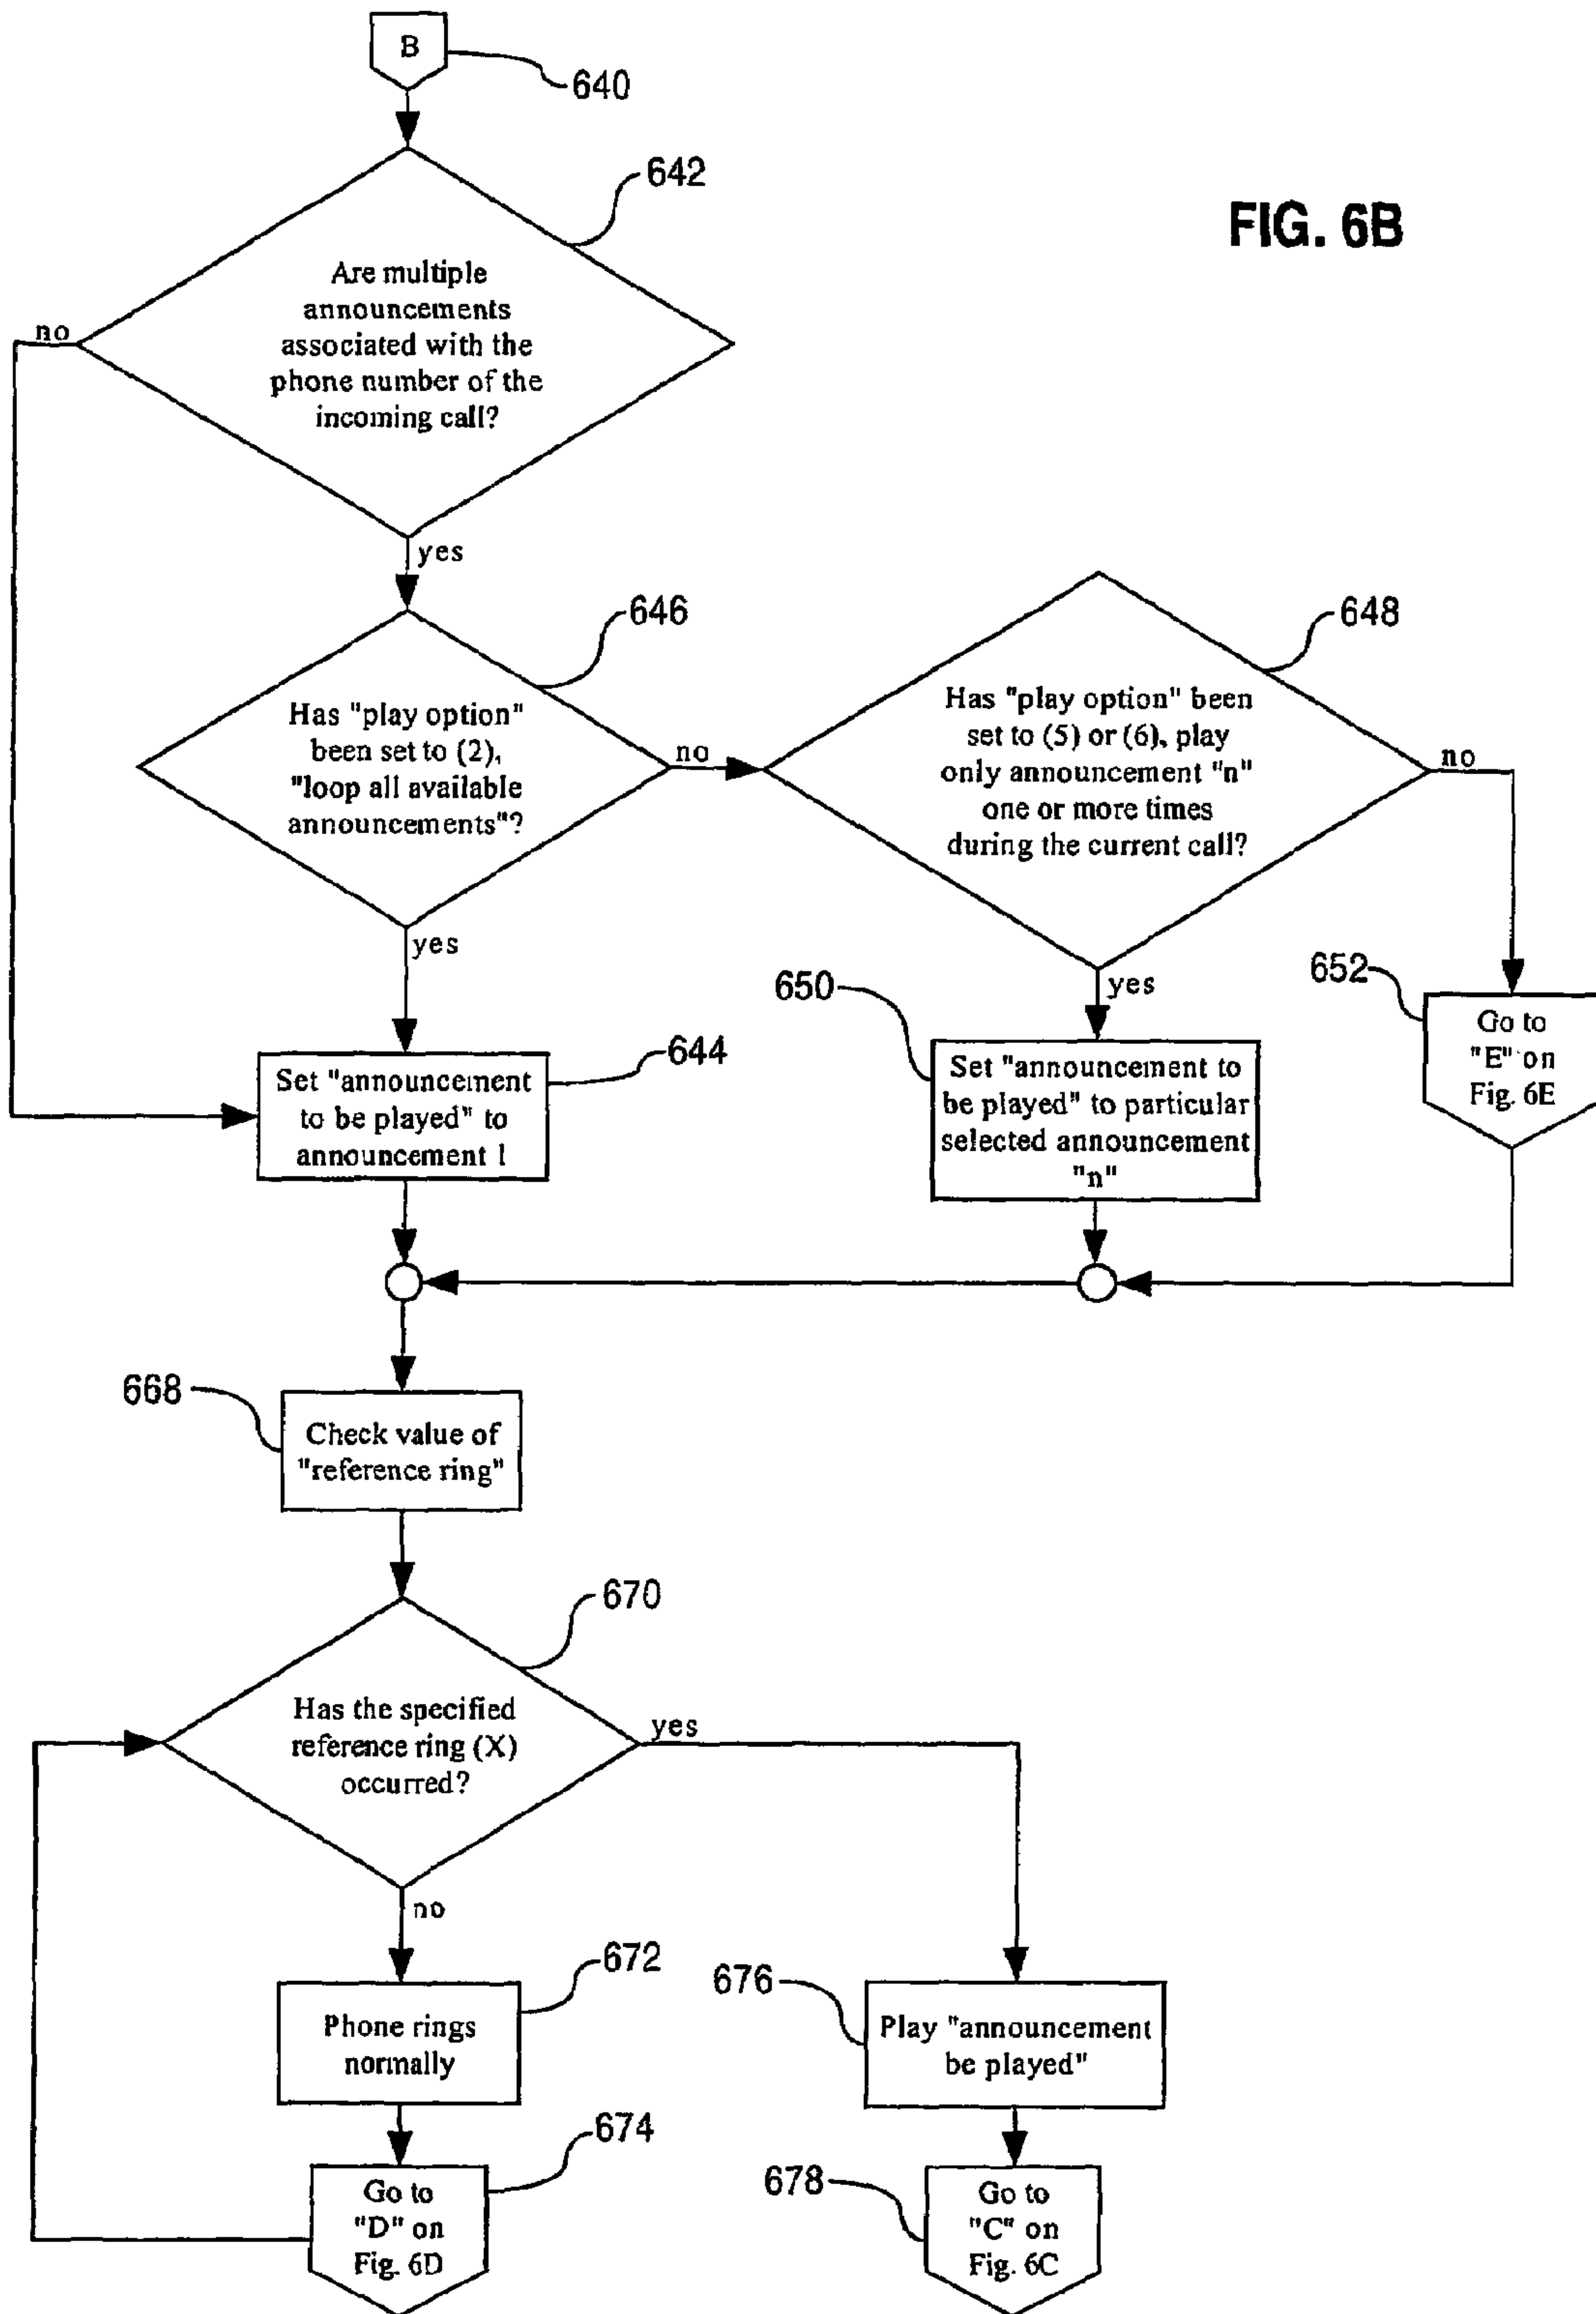 B
640
642
FIG. 6B
Are multiple
announcements
associated with the
phone number of the
incoming call?
no
yes
646
648
Has "play option"
been set to (2),
"loop all available
announcements"?
no
Has "play option" been
set to (5) or (6), play
only announcement "n"
one or more times
during the current call?
no
yes
yes
650
652
644
Set "announcement
to be played" to
announcement 1
Set "announcement to
be played" to particular
selected announcement
"n"
Go to
"E" on
Fig. 6E
668
Check value of
"reference ring"
670
Has the specified
reference ring (X)
occurred?
yes
no
672
676
Phone rings
normally
Play "announcement
be played"
674
678
Go to
"D" on
Fig. 6D
Go to
"C" on
Fig. 6C